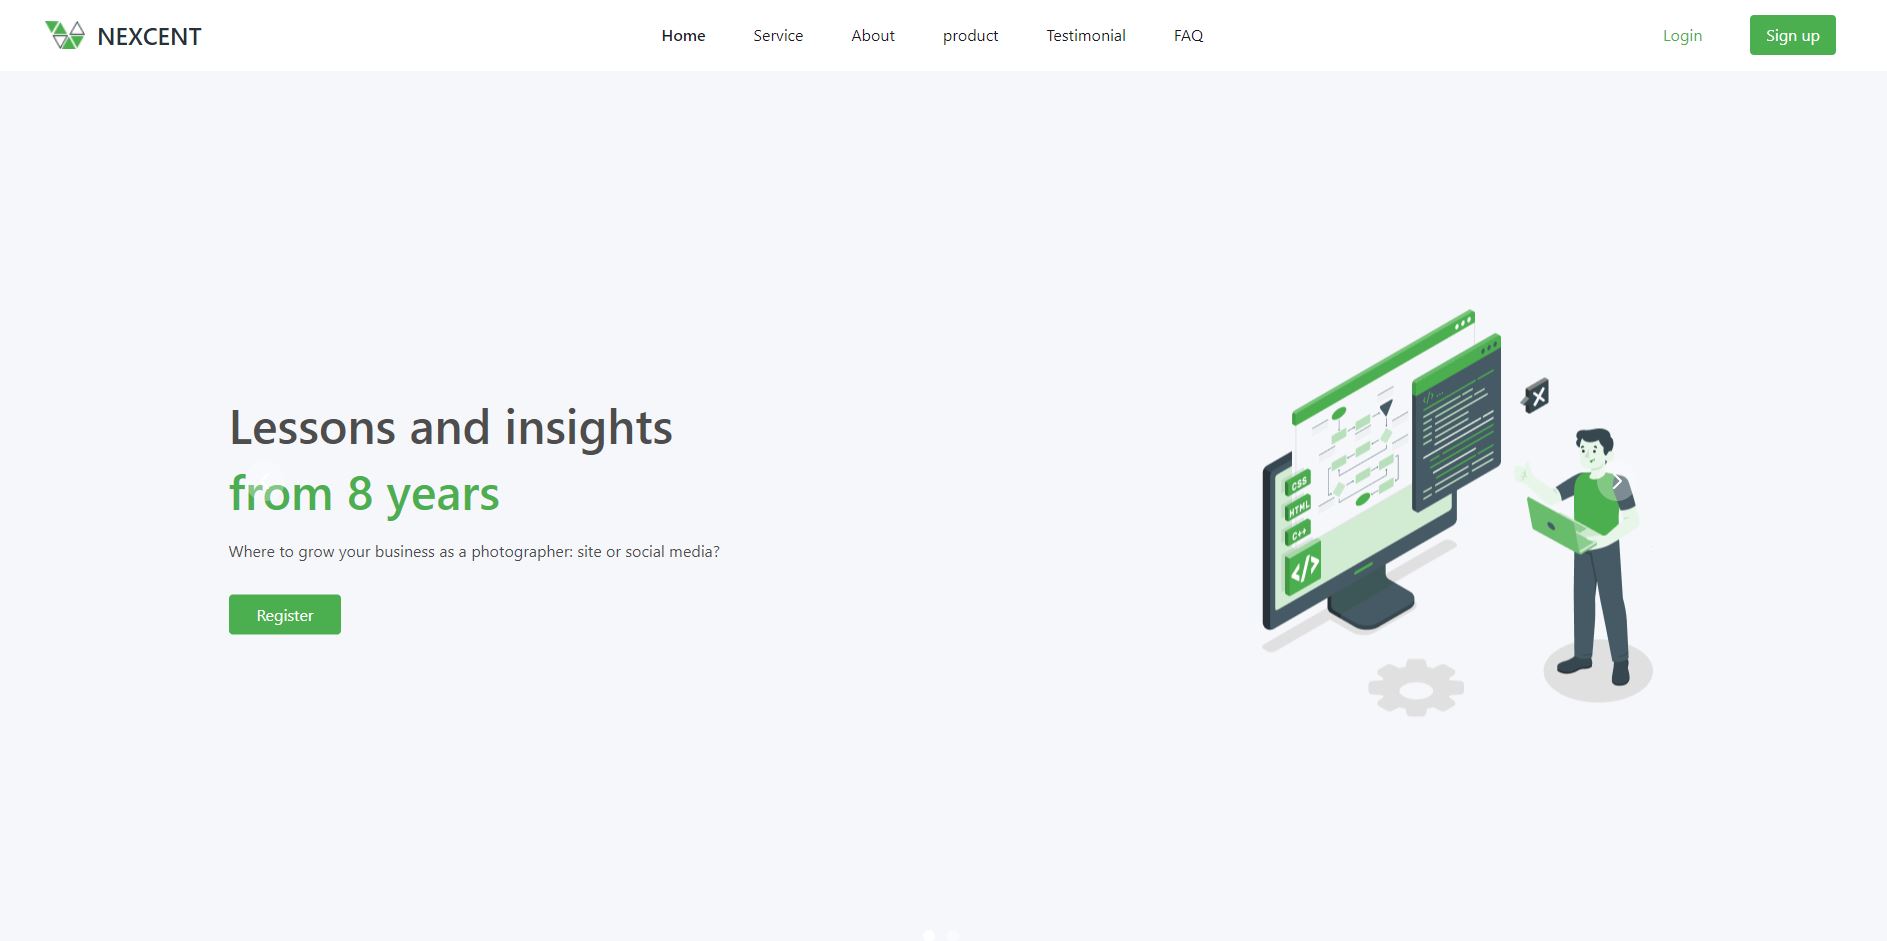 NEXCENT
Home Service About product Testimonial FAQ
Login Sign up
Lessons and insights
from 8 years
Where to grow your business as a photographer: site or social media?
Register
CSS
HTML
C++
</>
</>